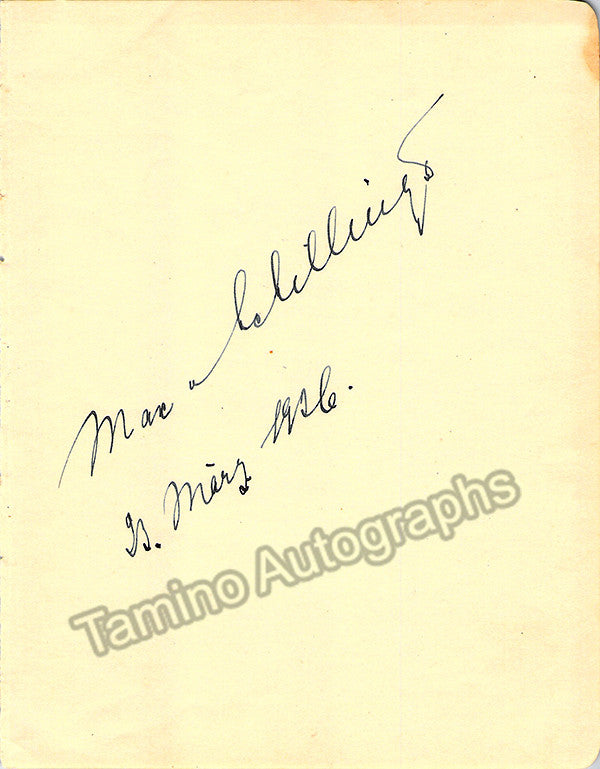 Max v Schillings
13. März 1926.
Tamino Autographs